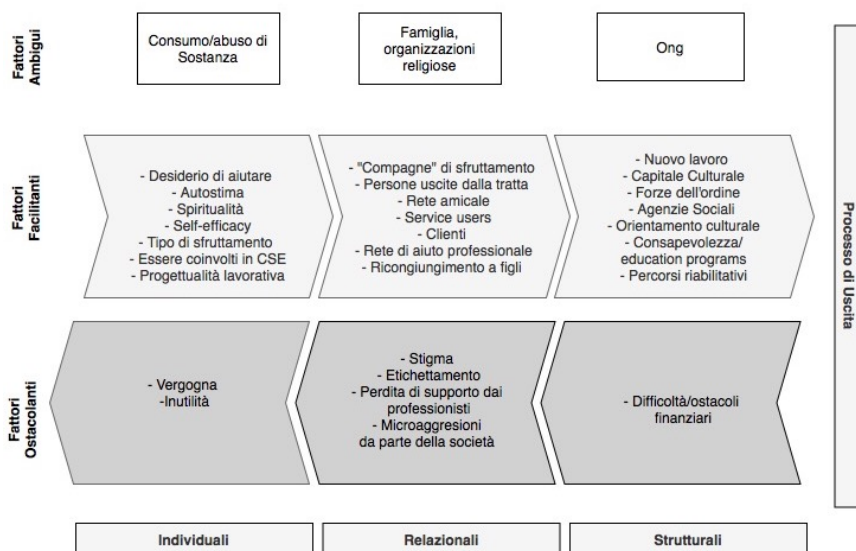 Fattori
Ambigui
Consumo/abuso di
Sostanza
Famiglia,
organizzazioni
religiose
Ong
Fattori
Facilitanti
- Desiderio di aiutare
- Autostima
- Spiritualità
- Self-efficacy
- Tipo di sfruttamento
- Essere coinvolti in CSE
- Progettualità lavorativa
- "Compagne" di sfruttamento
- Persone uscite dalla tratta
- Rete amicale
- Service users
- Clienti
- Rete di aiuto professionale
- Ricongiungimento a figli
- Nuovo lavoro
- Capitale Culturale
- Forze dell'ordine
- Agenzie Sociali
- Orientamento culturale
- Consapevolezza/
education programs
- Percorsi riabilitativi
Fattori
Ostacolanti
- Vergogna
-Inutilità
- Stigma
- Etichettamento
- Perdita di supporto dai
professionisti
- Microaggresioni
da parte della società
- Difficoltà/ostacoli
finanziari
Processo di Uscita
Individuali
Relazionali
Strutturali